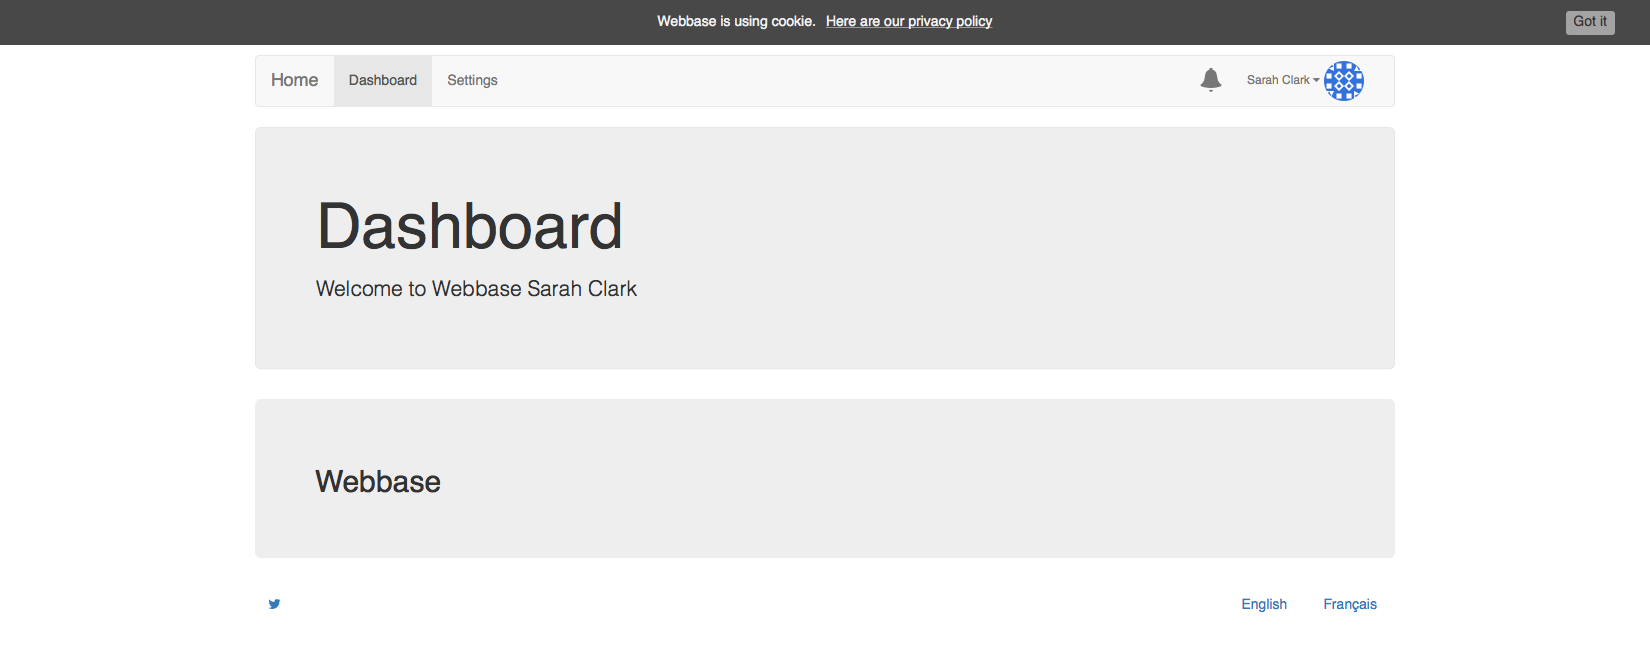 Webbase is using cookie. Here are our privacy policy
Got it
Home
Dashboard
Settings
Sarah Clark
Dashboard
Welcome to Webbase Sarah Clark
Webbase
English
Français